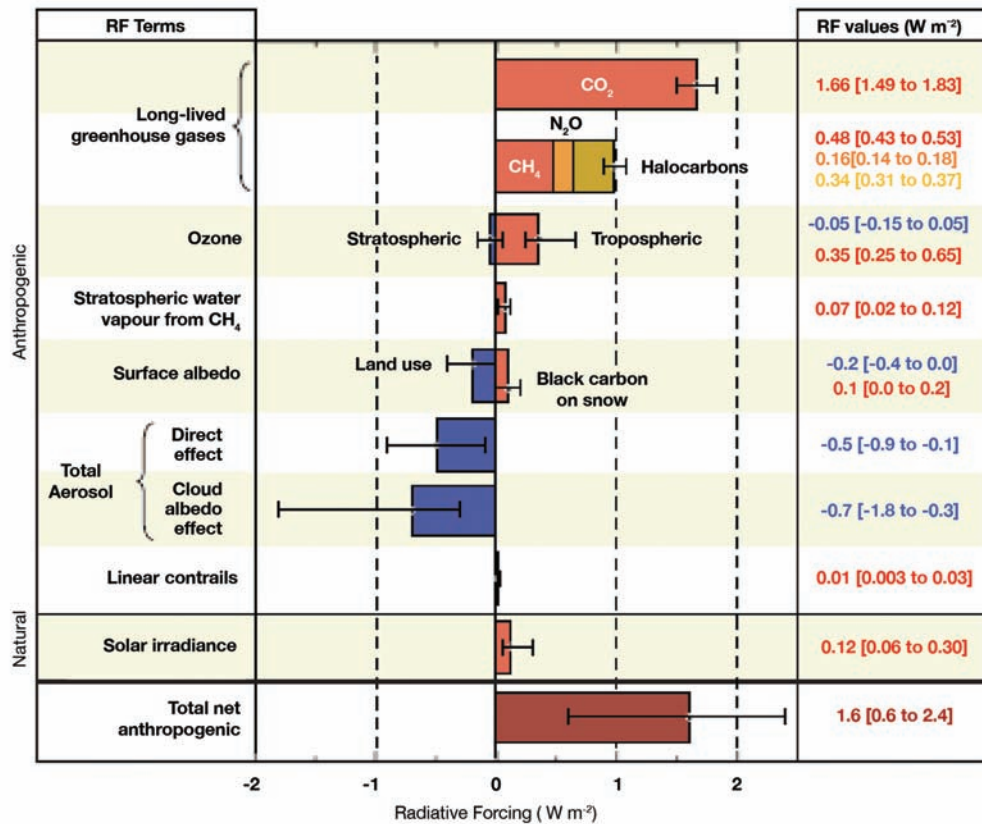 RF Terms
RF values (W m⁻²)
Anthropogenic
Natural
Long-lived
greenhouse gases
CO₂
1.66 [1.49 to 1.83]
N₂O
CH₄
Halocarbons
0.48 [0.43 to 0.53]
0.16[0.14 to 0.18]
0.34 [0.31 to 0.37]
Ozone
Stratospheric
Tropospheric
-0.05 [-0.15 to 0.05]
0.35 [0.25 to 0.65]
Stratospheric water
vapour from CH₄
0.07 [0.02 to 0.12]
Surface albedo
Land use
Black carbon
on snow
-0.2 [-0.4 to 0.0]
0.1 [0.0 to 0.2]
Total
Aerosol
Direct
effect
-0.5 [-0.9 to -0.1]
Cloud
albedo
effect
-0.7 [-1.8 to -0.3]
Linear contrails
0.01 [0.003 to 0.03]
Solar irradiance
0.12 [0.06 to 0.30]
Total net
anthropogenic
1.6 [0.6 to 2.4]
-2 -1 0 1 2
Radiative Forcing ( W m⁻²)